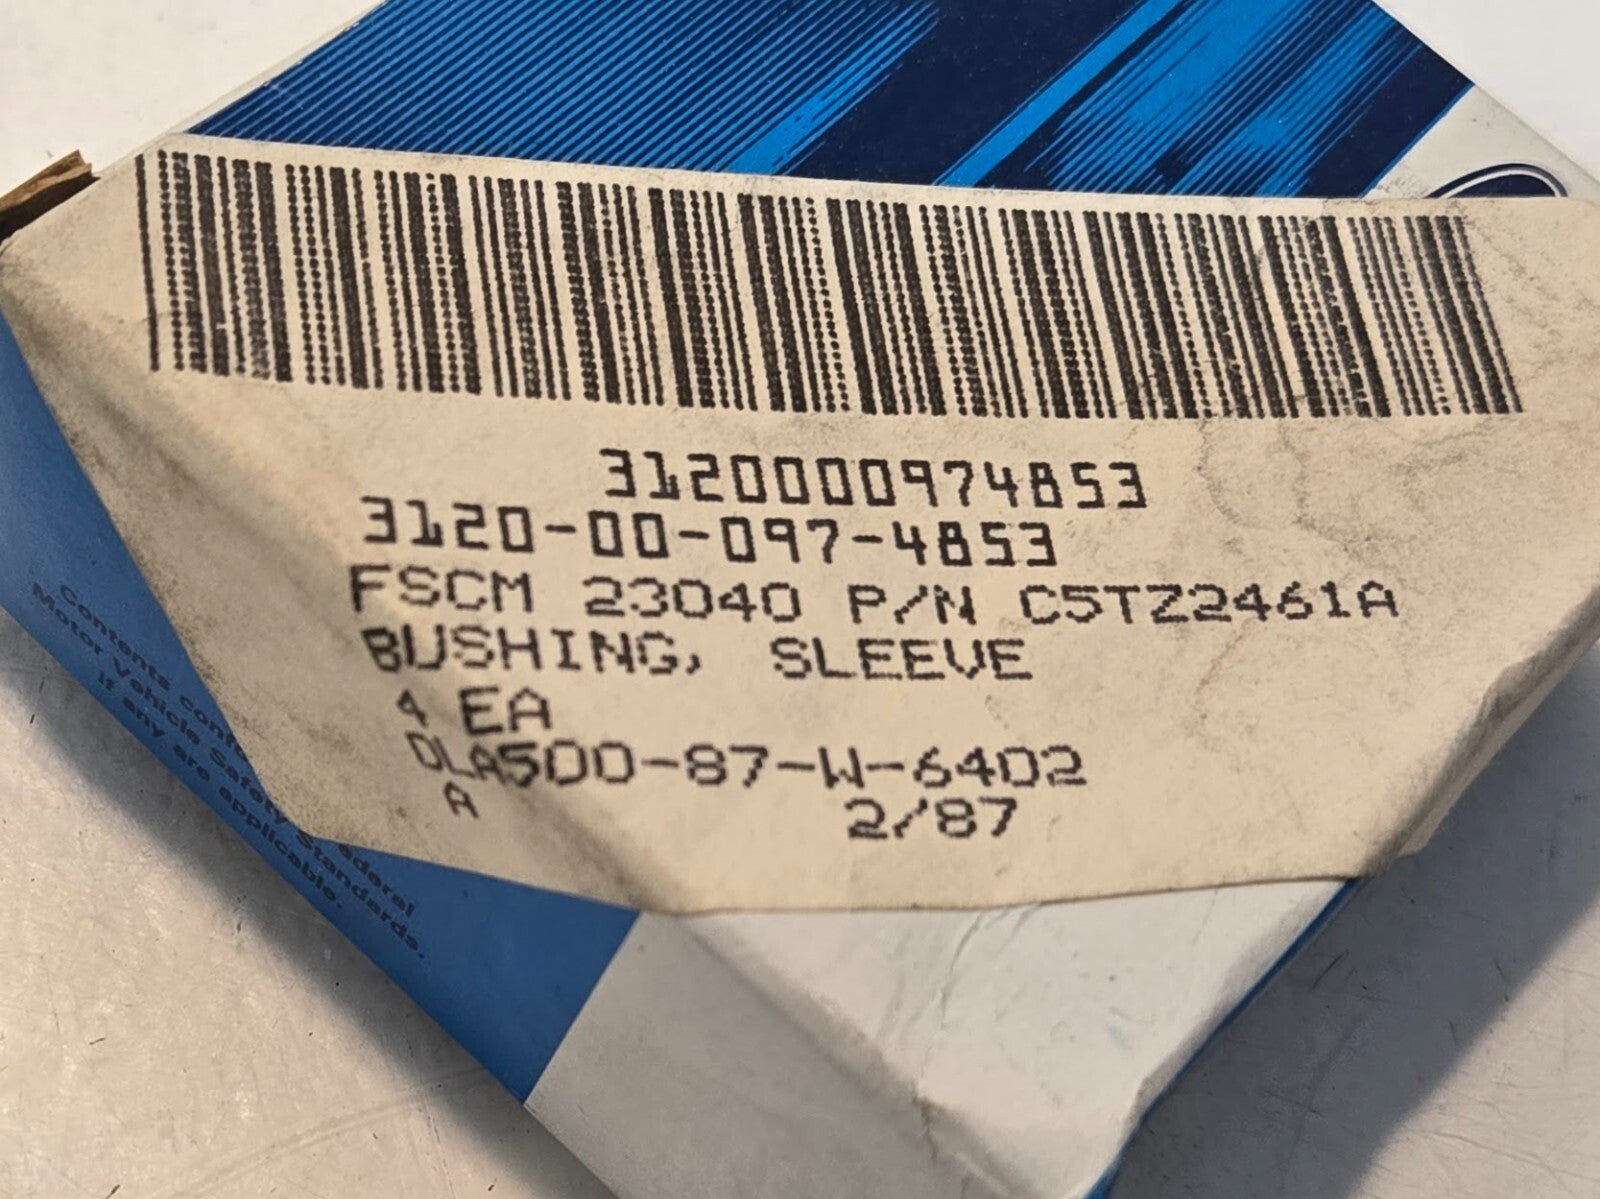 3120000974853
3120-00-097-4853
FSCM 23040 P/N C5TZ2461A
BUSHING, SLEEVE
4 EA
DLA500-87-W-6402
A 2/87
Contents
Motor Vehicle Safety Standards,
if any are applicable.